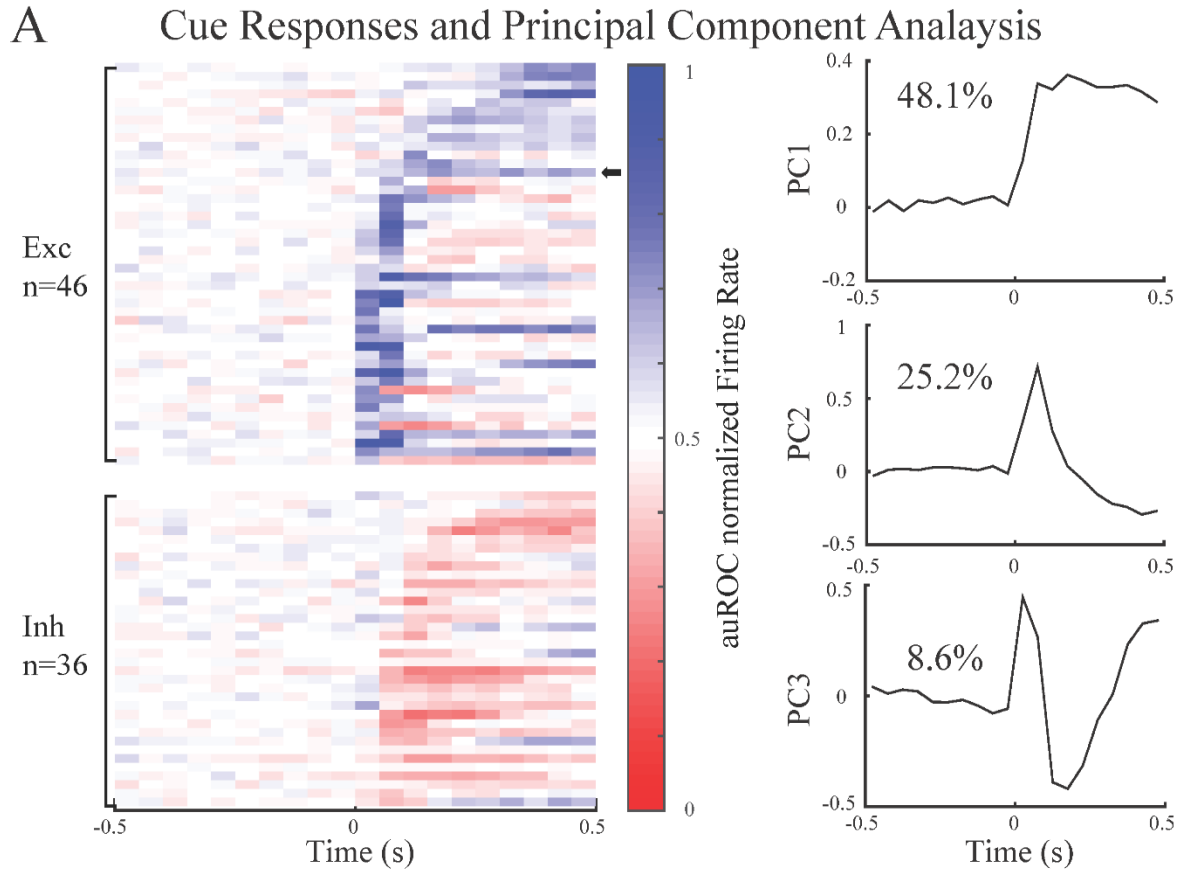 A
Cue Responses and Principal Component Analaysis
Exc
n=46
Inh
n=36
-0.5
0
0.5
Time (s)
1
0.5
0
auROC normalized Firing Rate
48.1%
PC1
0.4
0.2
0
-0.2
-0.5
0
0.5
25.2%
PC2
1
0.5
0
-0.5
-0.5
0
0.5
8.6%
PC3
0.5
0
-0.5
-0.5
0
0.5
Time (s)